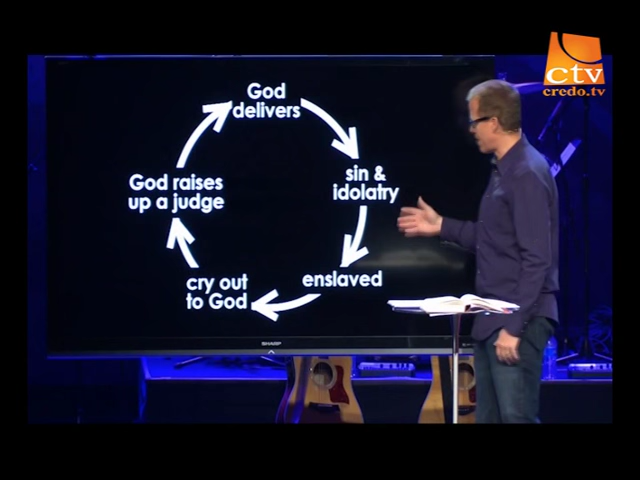 ctv
credo.tv
God
delivers
sin &
idolatry
enslaved
cry out
to God
God raises
up a judge
SHARP